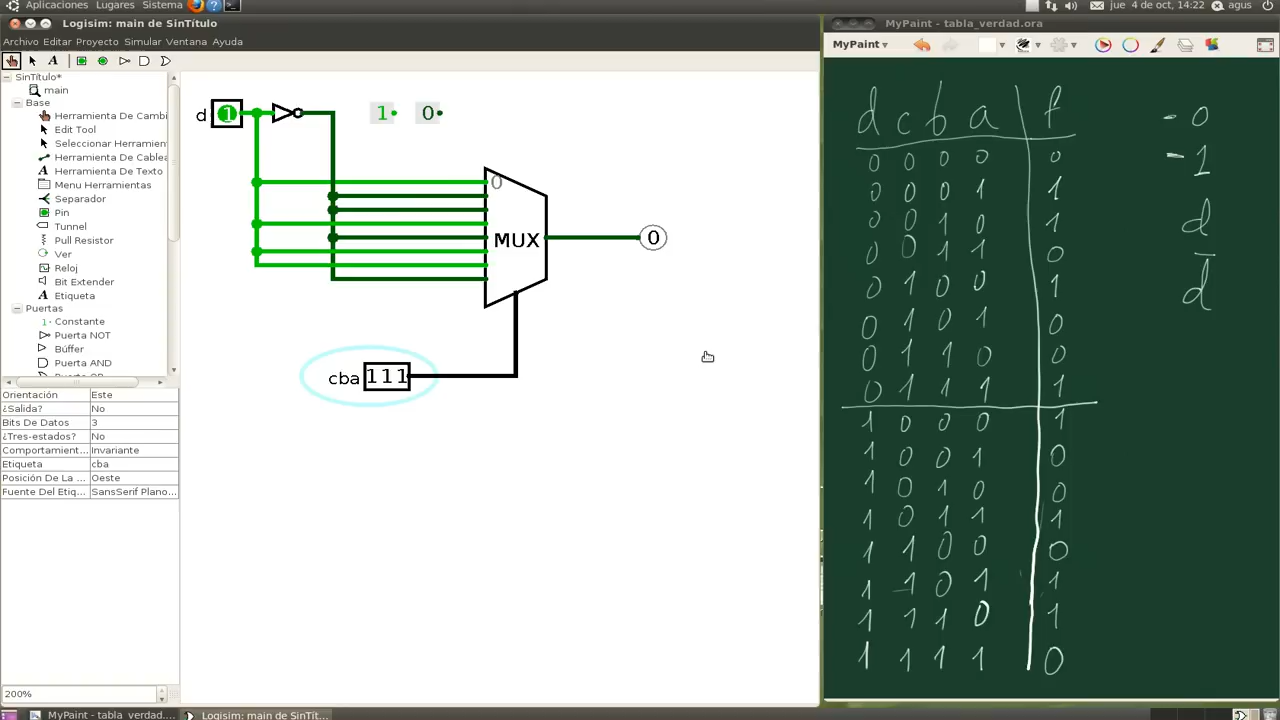 Aplicaciones Lugares Sistema
jue 4 de oct, 14:22 agus
Logisim: main de SinTítulo
Archivo Editar Proyecto Simular Ventana Ayuda
A
SinTítulo*
main
Base
Herramienta De Cambi
Edit Tool
Seleccionar Herramien
Herramienta De Cablea
Herramienta De Texto
Menu Herramientas
Separador
Pin
Tunnel
Pull Resistor
Ver
Reloj
Bit Extender
A Etiqueta
Puertas
1 Constante
Puerta NOT
Búffer
Puerta AND
Orientación Este
¿Salida? No
Bits De Datos 3
¿Tres-estados? No
Comportamient... Invariante
Etiqueta cba
Posición De La ... Oeste
Fuente Del Etiq... SansSerif Plano...
200%
d 1
1 0
0
MUX
0
cba 111
MyPaint - tabla_verdad.ora
MyPaint
d c b a f
0 0 0 0 0
0 0 0 1 1
0 0 1 0 1
0 0 1 1 0
0 1 0 0 1
0 1 0 1 0
0 1 1 0 0
0 1 1 1 1
1 0 0 0 1
1 0 0 1 0
1 0 1 0 0
1 0 1 1 1
1 1 0 0 0
1 1 0 1 1
1 1 1 0 1
1 1 1 1 0
- 0
- 1
d
d̅
MyPaint - tabla_verdad....
Logisim: main de SinTít...